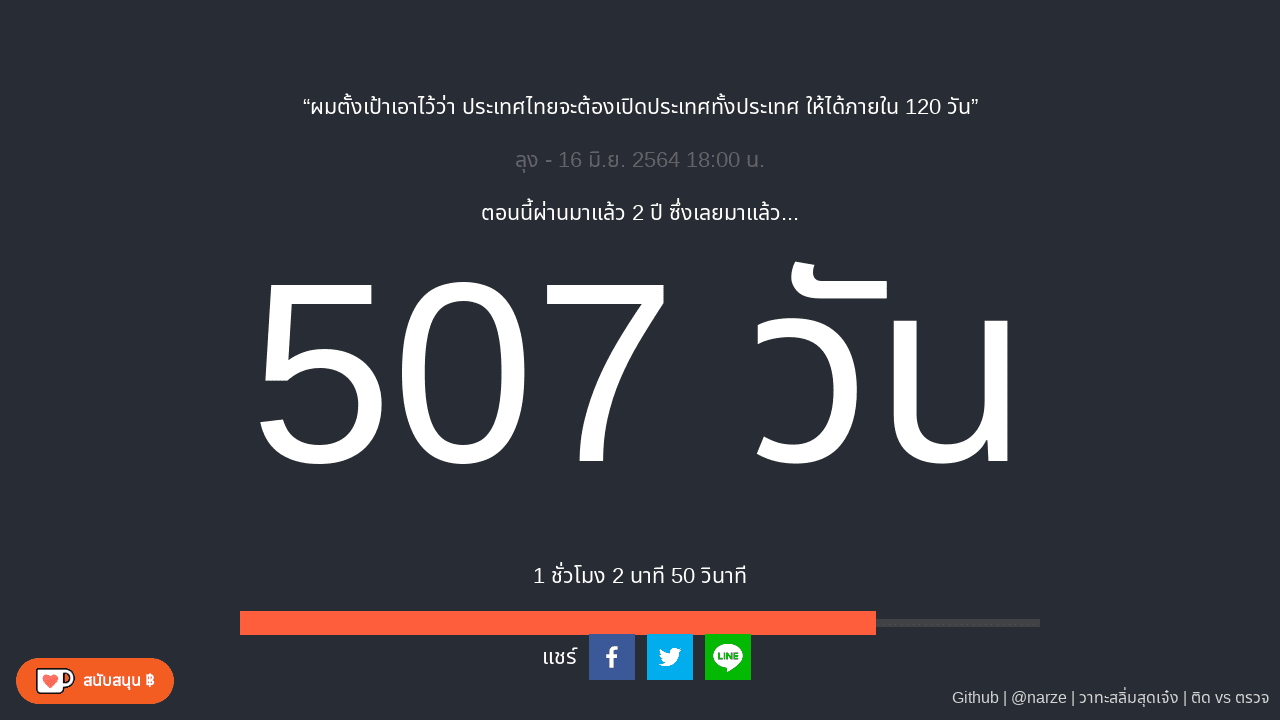 “ผมตั้งเป้าเอาไว้ว่า ประเทศไทยจะต้องเปิดประเทศทั้งประเทศ ให้ได้ภายใน 120 วัน”
ลุง - 16 มิ.ย. 2564 18:00 น.
ตอนนี้ผ่านมาแล้ว 2 ปี ซึ่งเลยมาแล้ว...
507 วัน
1 ชั่วโมง 2 นาที 50 วินาที
แชร์
LINE
สนับสนุน ฿
Github | @narze | วาทะสลิ่มสุดเจ๋ง | ติด vs ตรวจ